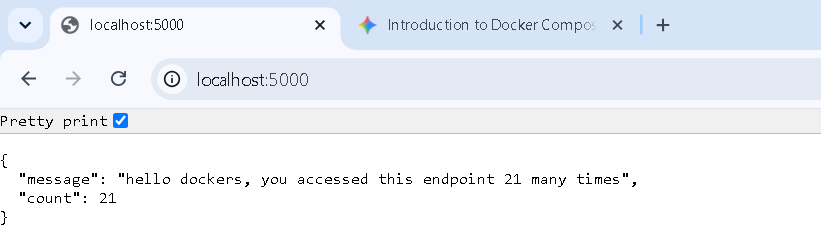 localhost:5000
Introduction to Docker Compos
localhost:5000
Pretty print
{
"message": "hello dockers, you accessed this endpoint 21 many times",
"count": 21
}